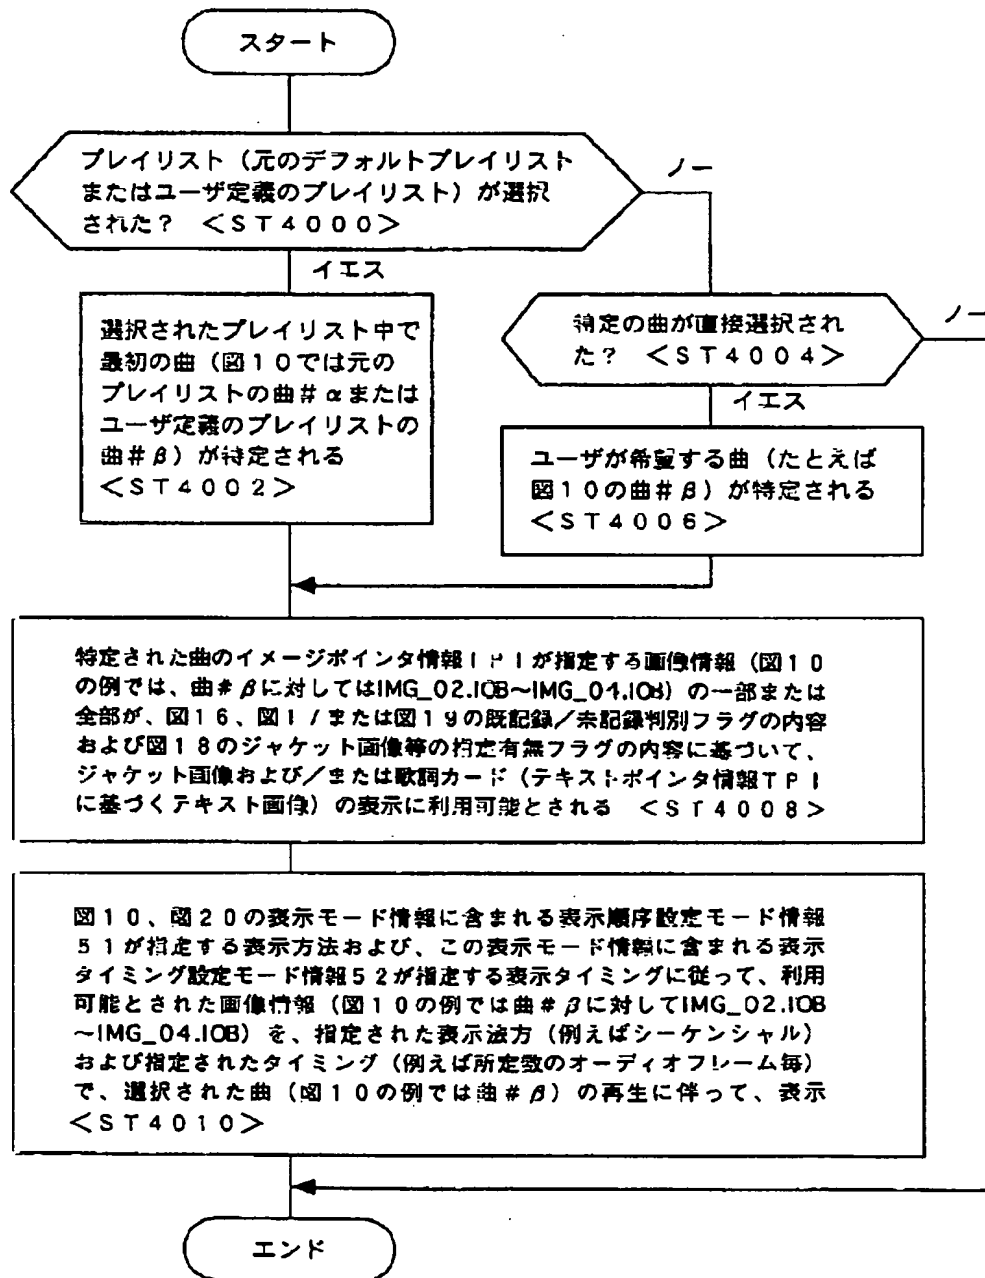 スタート
プレイリスト（元のデフォルトプレイリスト
またはユーザ定義のプレイリスト）が選択
された？ ＜ＳＴ４０００＞
ノー
イエス
選択されたプレイリスト中で
最初の曲（図１０では元の
プレイリストの曲＃αまたは
ユーザ定義のプレイリストの
曲＃β）が特定される
＜ＳＴ４００２＞
特定の曲が直接選択され
た？ ＜ＳＴ４００４＞
ノー
イエス
ユーザが希望する曲（たとえば
図１０の曲＃β）が特定される
＜ＳＴ４００６＞
特定された曲のイメージポインタ情報ＩＰＩが指定する画像情報（図１０
の例では、曲＃βに対してはIMG_02.IOB～IMG_04.IOB）の一部または
全部が、図１６、図１７または図１９の既記録／未記録判別フラグの内容
および図１８のジャケット画像等の指定有無フラグの内容に基づいて、
ジャケット画像および／または歌詞カード（テキストポインタ情報ＴＰＩ
に基づくテキスト画像）の表示に利用可能とされる ＜ＳＴ４００８＞
図１０、図２０の表示モード情報に含まれる表示順序設定モード情報
５１が指定する表示方法および、この表示モード情報に含まれる表示
タイミング設定モード情報５２が指定する表示タイミングに従って、利用
可能とされた画像情報（図１０の例では曲＃βに対してIMG_02.IOB
～IMG_04.IOB）を、指定された表示法方（例えばシーケンシャル）
および指定されたタイミング（例えば所定数のオーディオフレーム毎）
で、選択された曲（図１０の例では曲＃β）の再生に伴って、表示
＜ＳＴ４０１０＞
エンド